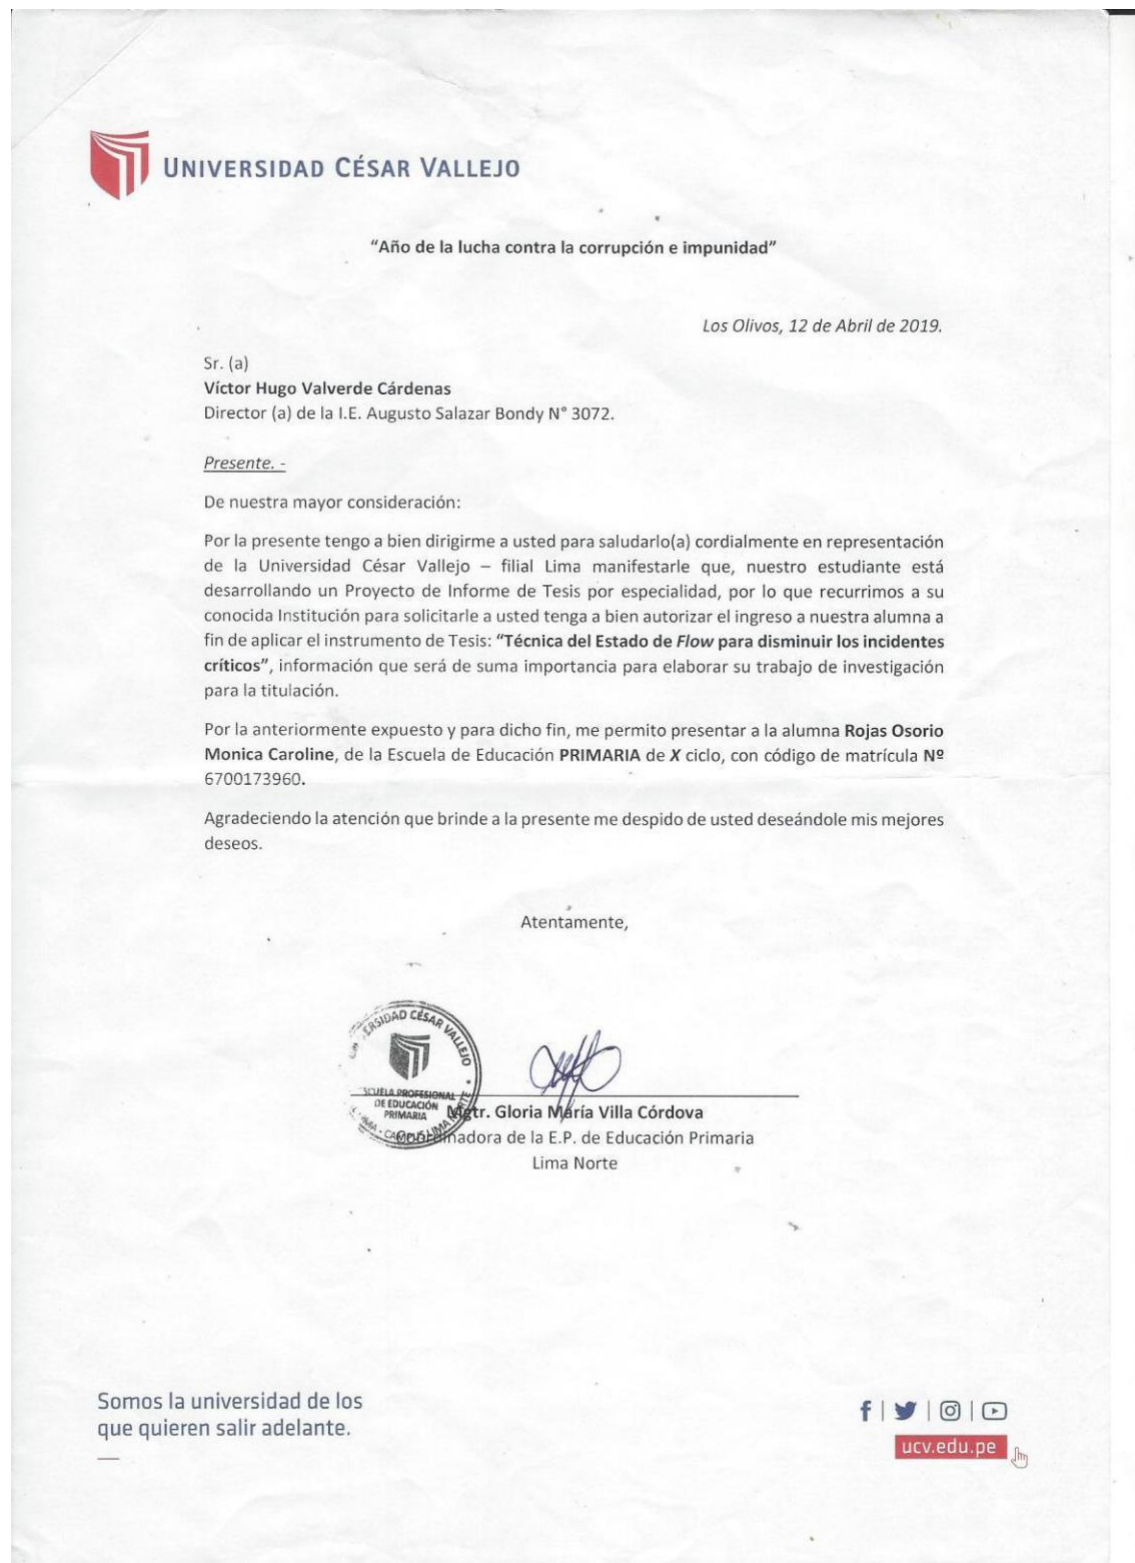 UNIVERSIDAD CÉSAR VALLEJO
“Año de la lucha contra la corrupción e impunidad”
Los Olivos, 12 de Abril de 2019.
Sr. (a)
Víctor Hugo Valverde Cárdenas
Director (a) de la I.E. Augusto Salazar Bondy N° 3072.
Presente. -
De nuestra mayor consideración:
Por la presente tengo a bien dirigirme a usted para saludarlo(a) cordialmente en representación
de la Universidad César Vallejo – filial Lima manifestarle que, nuestro estudiante está
desarrollando un Proyecto de Informe de Tesis por especialidad, por lo que recurrimos a su
conocida Institución para solicitarle a usted tenga a bien autorizar el ingreso a nuestra alumna a
fin de aplicar el instrumento de Tesis: “Técnica del Estado de Flow para disminuir los incidentes
críticos”, información que será de suma importancia para elaborar su trabajo de investigación
para la titulación.
Por la anteriormente expuesto y para dicho fin, me permito presentar a la alumna Rojas Osorio
Monica Caroline, de la Escuela de Educación PRIMARIA de X ciclo, con código de matrícula Nº
6700173960.
Agradeciendo la atención que brinde a la presente me despido de usted deseándole mis mejores
deseos.
Atentamente,
CÉSAR VALLEJO
PROFESIONAL
DE EDUCACIÓN
PRIMARIA
Mgtr. Gloria María Villa Córdova
Coordinadora de la E.P. de Educación Primaria
Lima Norte
Somos la universidad de los
que quieren salir adelante.
ucv.edu.pe